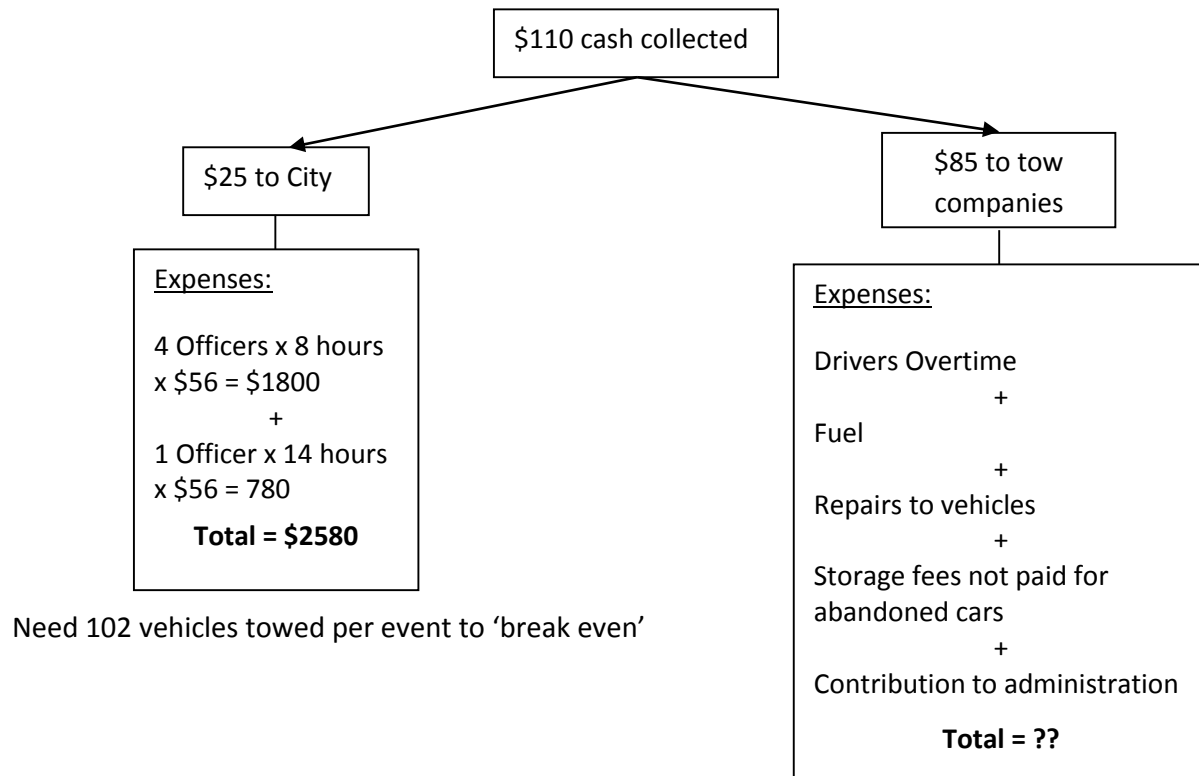 $110 cash collected
$25 to City
Expenses:
4 Officers x 8 hours
x $56 = $1800
+
1 Officer x 14 hours
x $56 = 780
Total = $2580
Need 102 vehicles towed per event to ‘break even’
$85 to tow
companies
Expenses:
Drivers Overtime
+
Fuel
+
Repairs to vehicles
+
Storage fees not paid for
abandoned cars
+
Contribution to administration
Total = ??